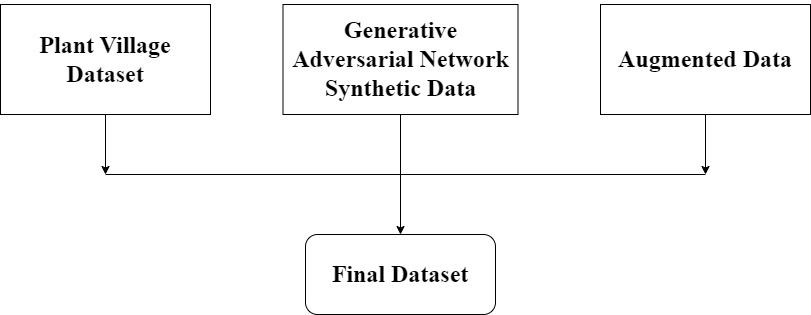 Plant Village
Dataset
Generative
Adversarial Network
Synthetic Data
Augmented Data
Final Dataset